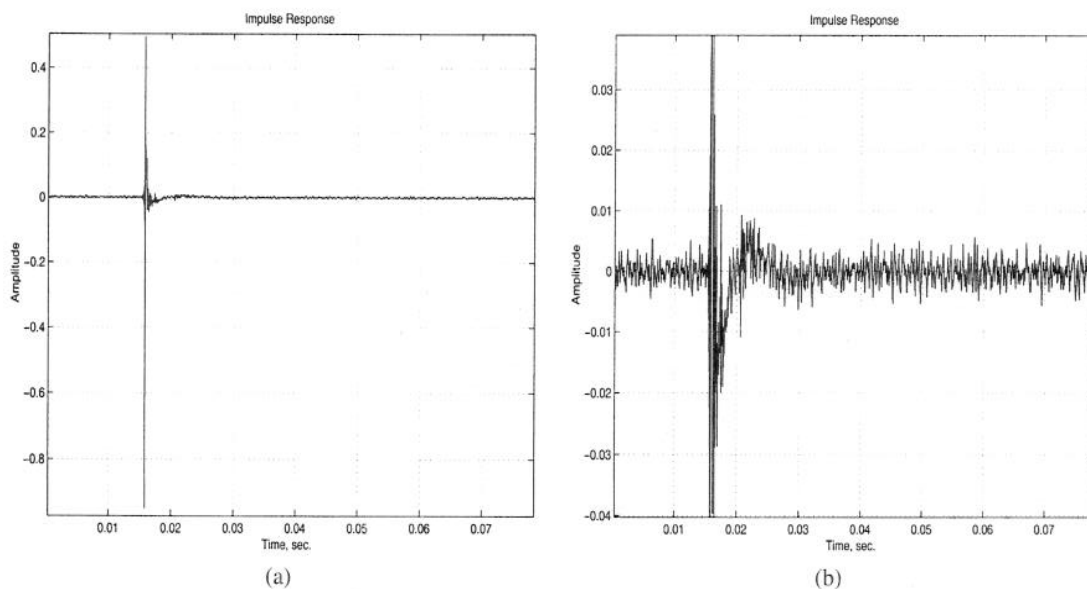 Impulse Response
0.4
0.2
0
−0.2
−0.4
−0.6
−0.8
Amplitude
0.01 0.02 0.03 0.04 0.05 0.06 0.07
Time, sec.
(a)
Impulse Response
0.03
0.02
0.01
0
−0.01
−0.02
−0.03
−0.04
Amplitude
0.01 0.02 0.03 0.04 0.05 0.06 0.07
Time, sec.
(b)